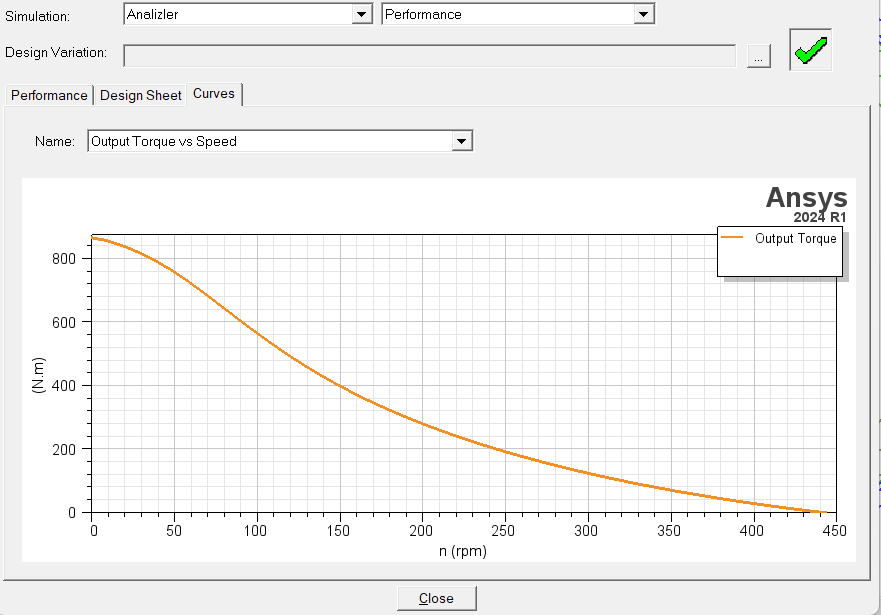 Simulation: Analizler Performance
Design Variation: ...
Performance Design Sheet Curves
Name: Output Torque vs Speed
Ansys
2024 R1
Output Torque
800
600
400
200
0
(N.m)
0 50 100 150 200 250 300 350 400 450
n (rpm)
Close